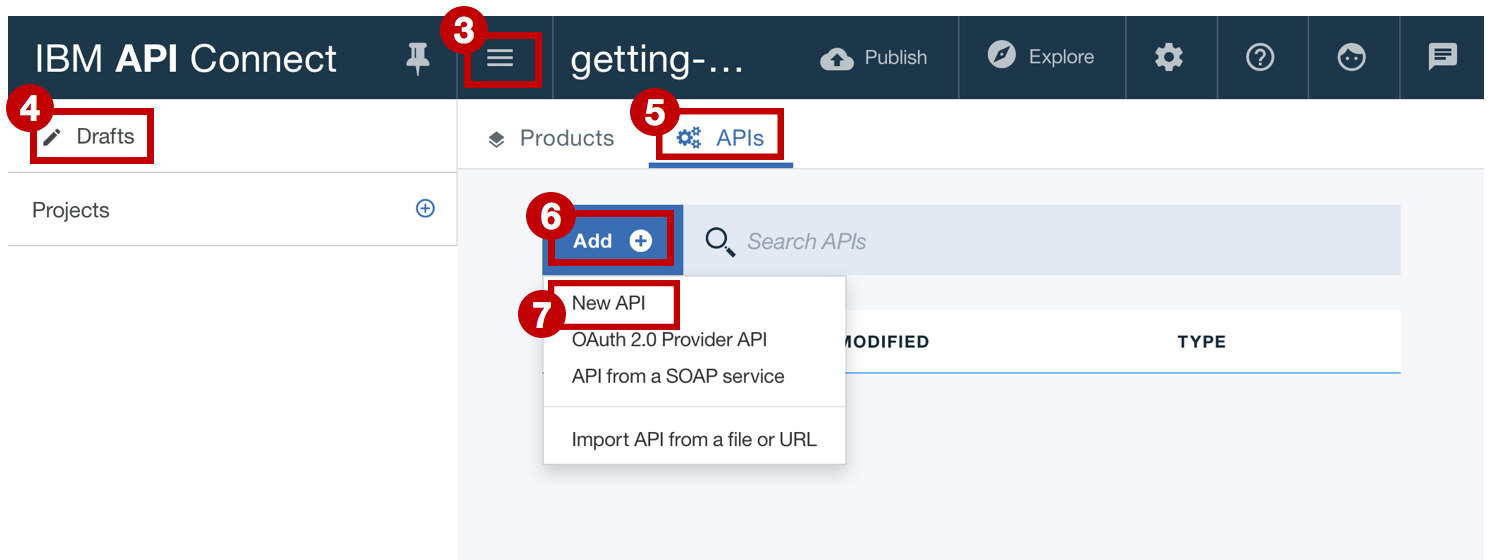 3
IBM API Connect
getting-...
Publish
Explore
4
Drafts
5
Products
APIs
Projects
6
Add
Search APIs
7
New API
OAuth 2.0 Provider API
MODIFIED
TYPE
API from a SOAP service
Import API from a file or URL